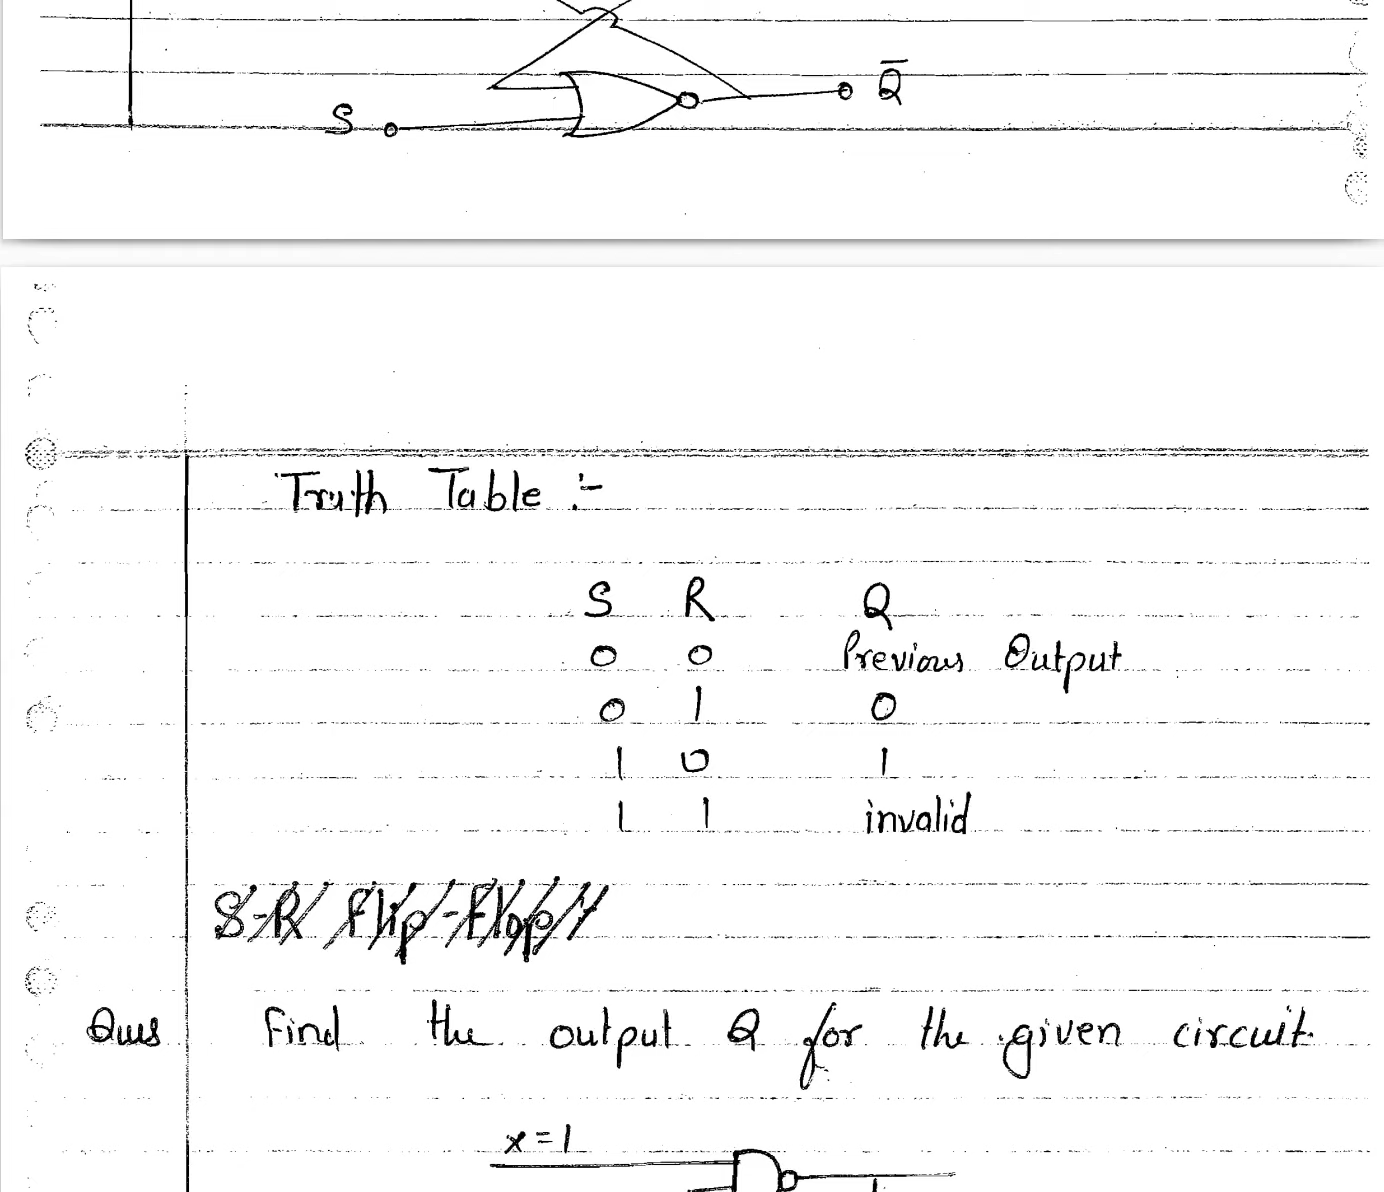 S Q̄
Truth Table :-
S R Q
0 0 Previous Output
0 1 0
1 0 1
1 1 invalid
S-R Flip-Flop
Ques Find the output Q for the given circuit.
x = 1